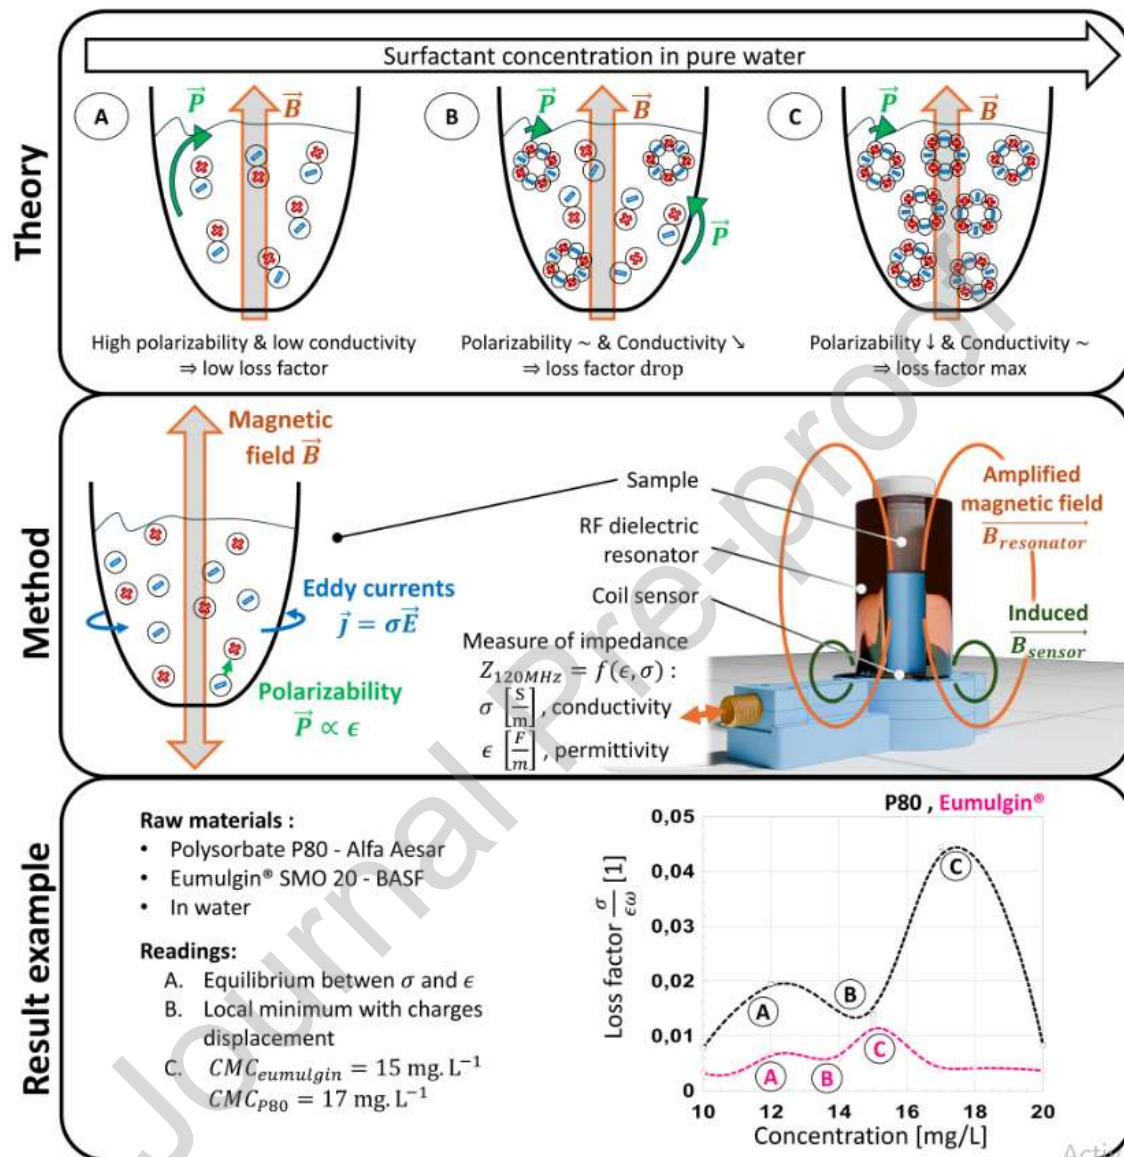 Theory
Surfactant concentration in pure water
A
P
B
High polarizability & low conductivity
⇒ low loss factor
B
P
B
P
Polarizability ~ & Conductivity ↘
⇒ loss factor drop
C
P
B
Polarizability ↓ & Conductivity ~
⇒ loss factor max
Method
Magnetic
field B
Eddy currents
j = σE
Polarizability
P ∝ ϵ
Sample
RF dielectric
resonator
Coil sensor
Measure of impedance
Z120MHz = f(ϵ, σ) :
σ [S/m], conductivity
ϵ [F/m], permittivity
Amplified
magnetic field
Bresonator
Induced
Bsensor
Result example
Raw materials :
• Polysorbate P80 - Alfa Aesar
• Eumulgin® SMO 20 - BASF
• In water
Readings:
A. Equilibrium betwen σ and ϵ
B. Local minimum with charges
displacement
C. CMCeumulgin = 15 mg. L⁻¹
CMCP80 = 17 mg. L⁻¹
P80 , Eumulgin®
Loss factor σ/ϵω [1]
0,05
0,04
0,03
0,02
0,01
0
A
B
C
A
B
C
10 12 14 16 18 20
Concentration [mg/L]
Journal Pre-proof